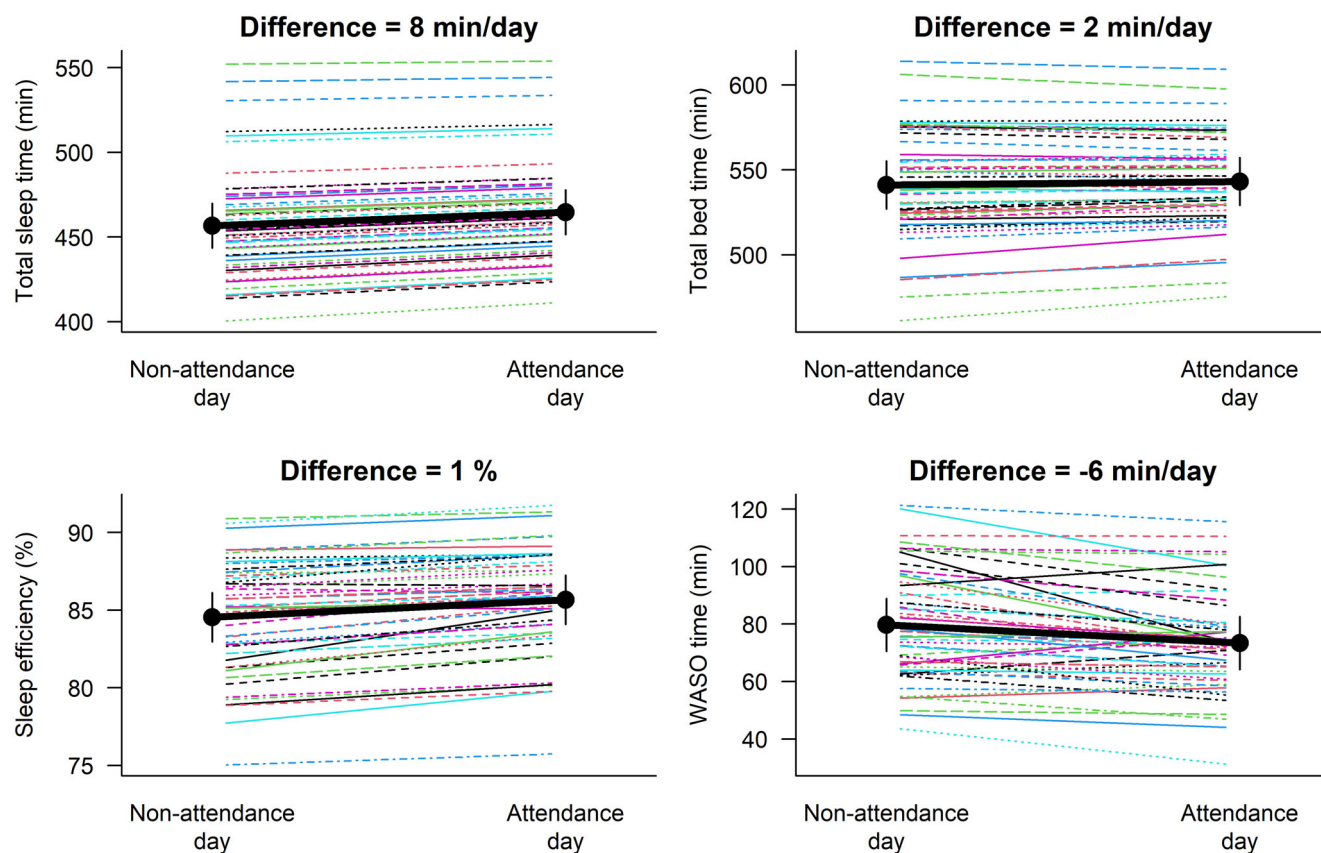 Difference = 8 min/day
Total sleep time (min)
550
500
450
400
Non-attendance
day
Attendance
day
Difference = 2 min/day
Total bed time (min)
600
550
500
Non-attendance
day
Attendance
day
Difference = 1 %
Sleep efficiency (%)
90
85
80
75
Non-attendance
day
Attendance
day
Difference = -6 min/day
WASO time (min)
120
100
80
60
40
Non-attendance
day
Attendance
day